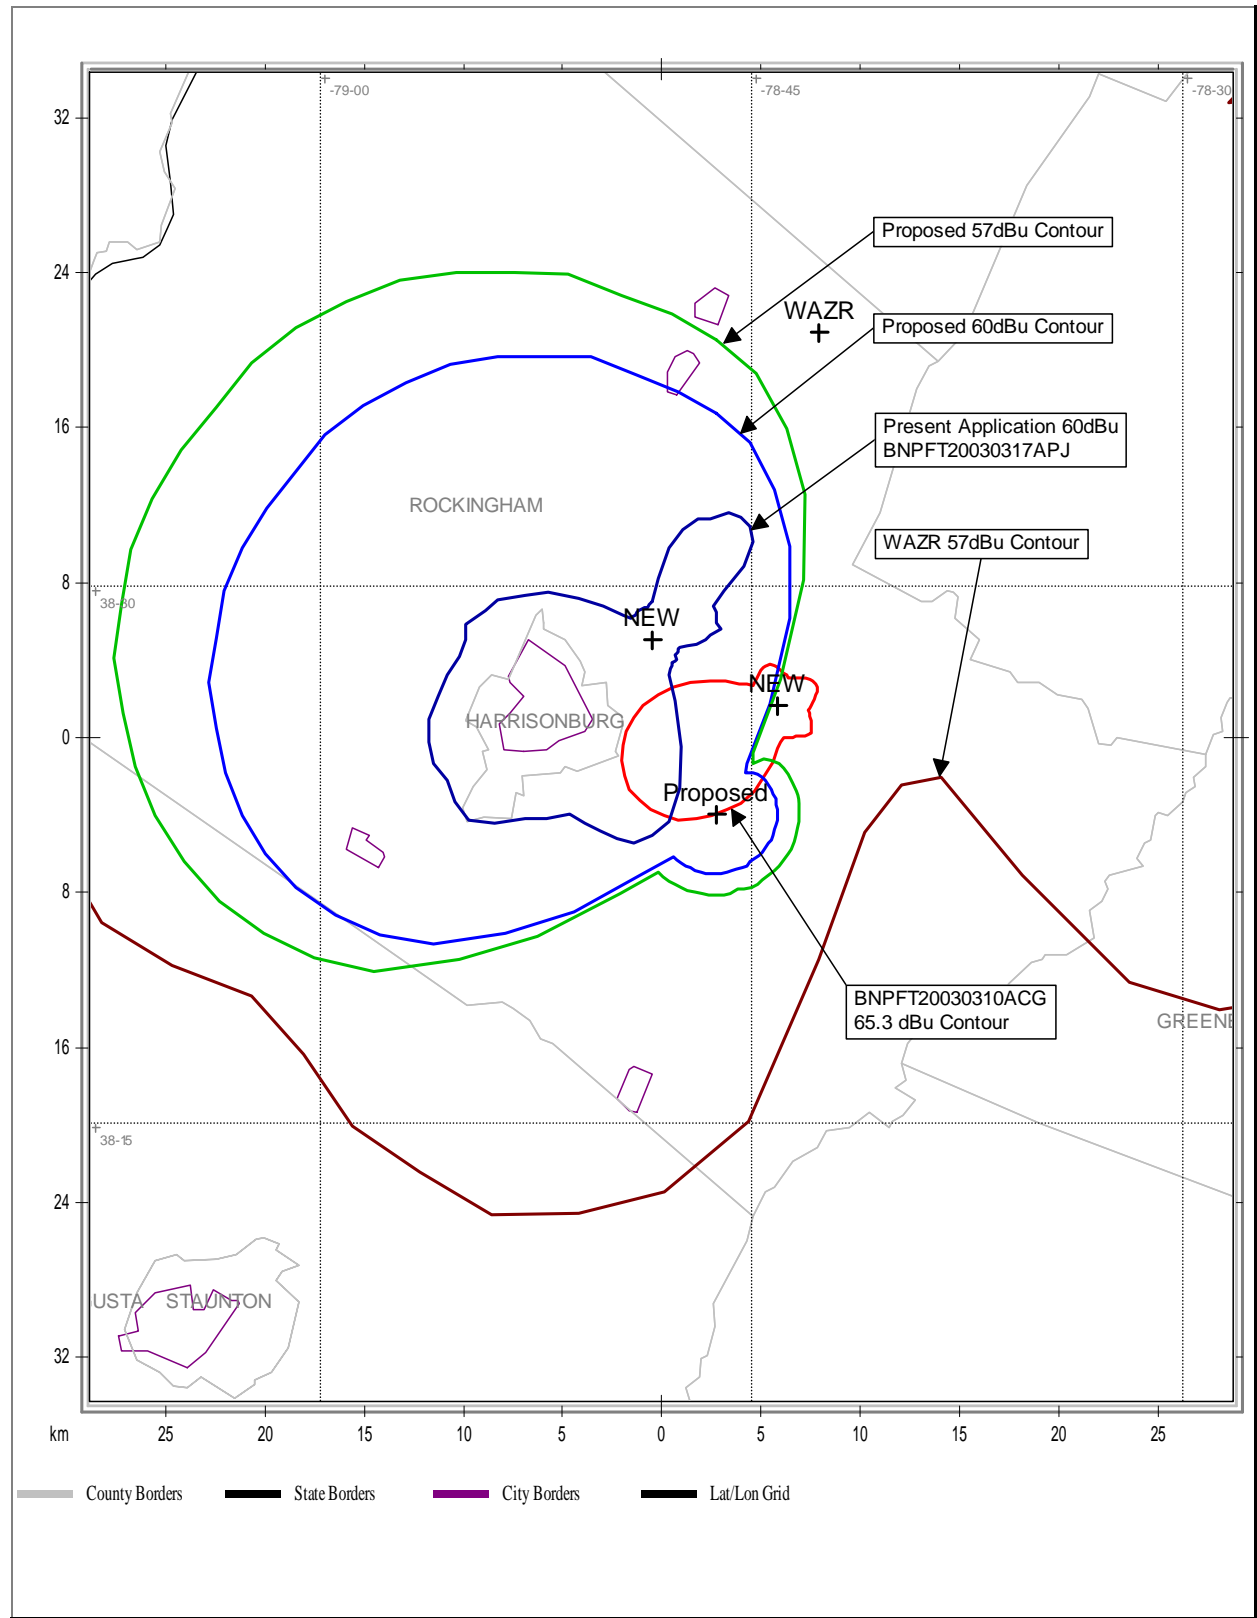 -79-00
-78-45
-78-30
32
Proposed 57dBu Contour
24
WAZR
Proposed 60dBu Contour
16
Present Application 60dBu
BNPFT20030317APJ
ROCKINGHAM
WAZR 57dBu Contour
8
38-30
NEW
NEW
HARRISONBURG
0
Proposed
8
BNPFT20030310ACG
65.3 dBu Contour
GREENE
16
38-15
24
USTA
STAUNTON
32
km
25
20
15
10
5
0
5
10
15
20
25
County Borders
State Borders
City Borders
Lat/Lon Grid